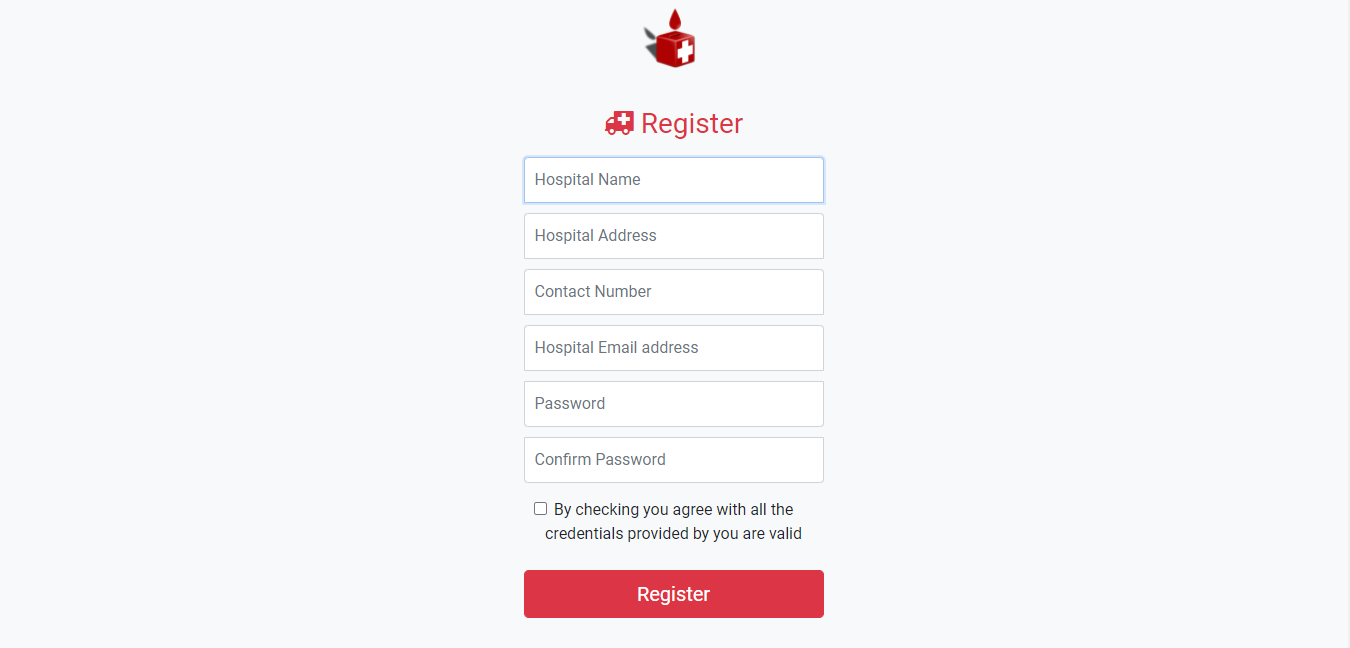 Register
Hospital Name
Hospital Address
Contact Number
Hospital Email address
Password
Confirm Password
By checking you agree with all the
credentials provided by you are valid
Register